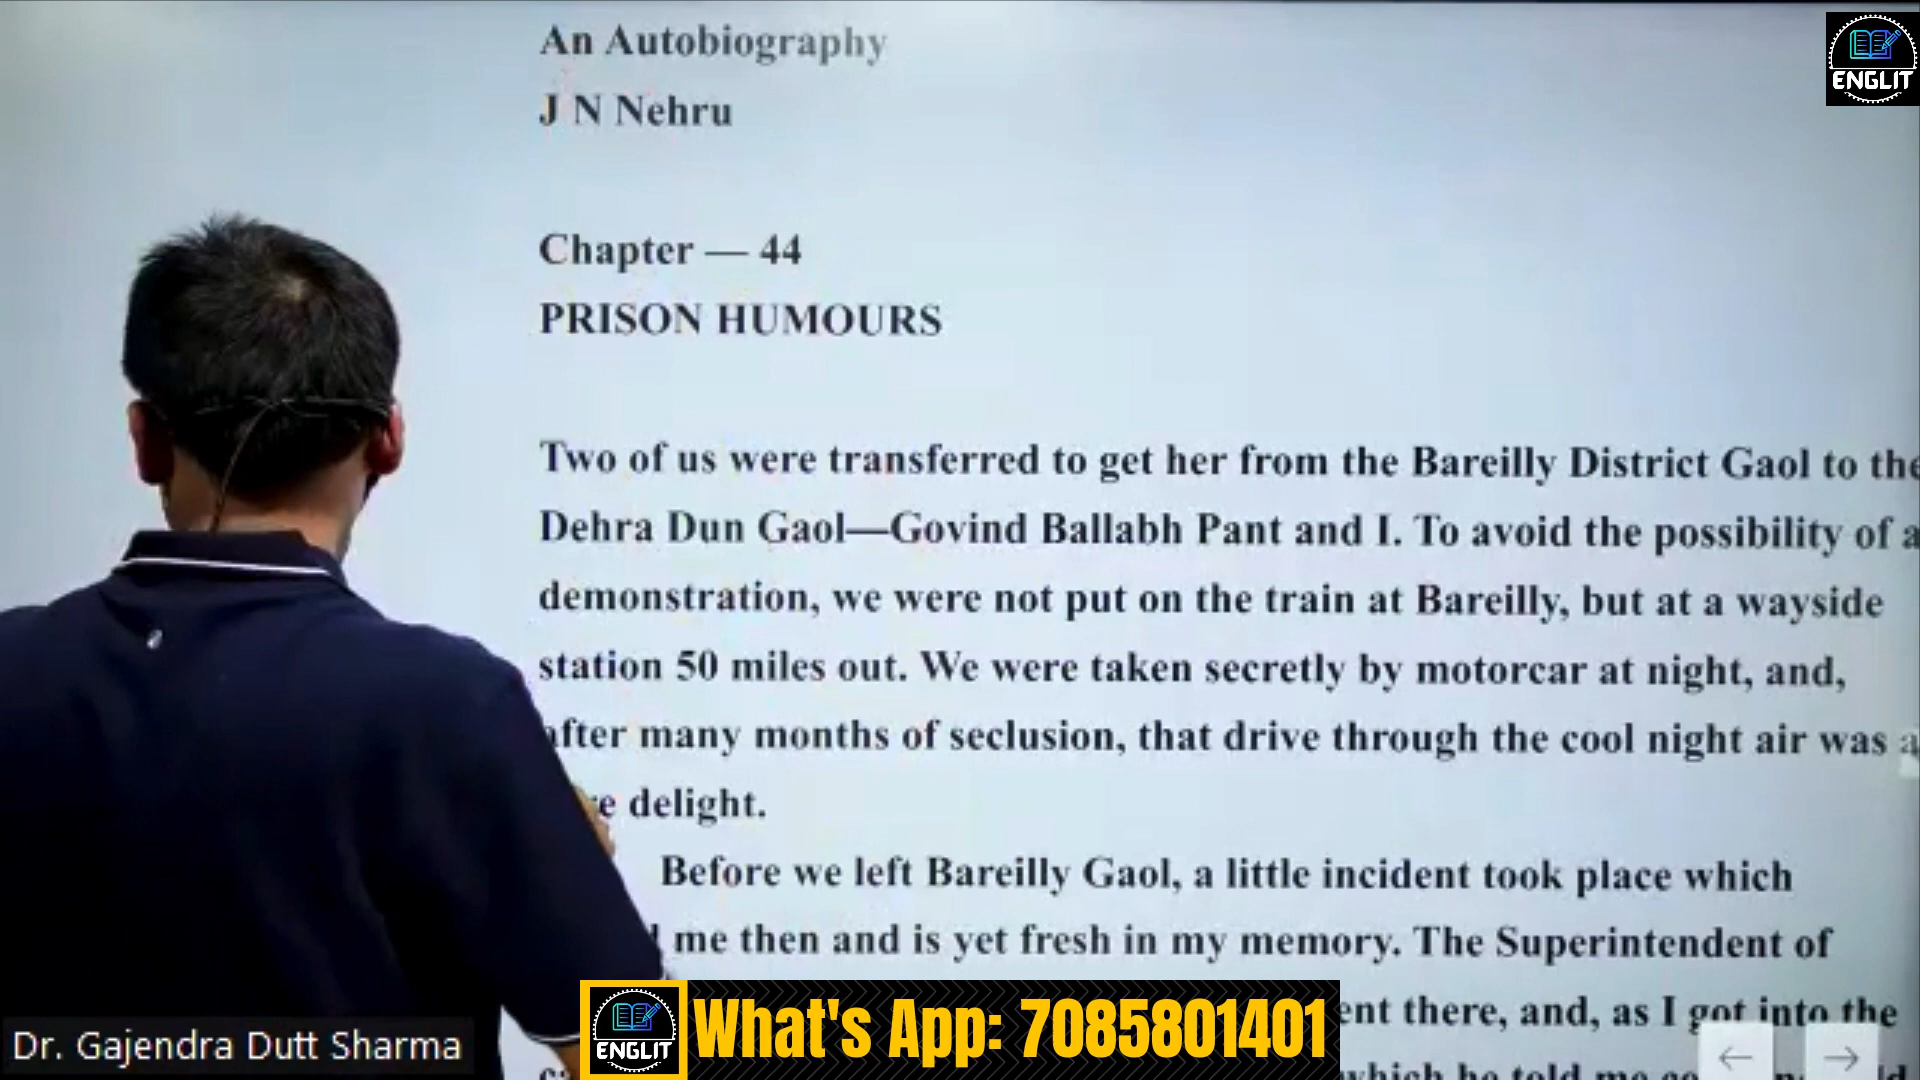 An Autobiography
J N Nehru
Chapter — 44
PRISON HUMOURS
Two of us were transferred to get her from the Bareilly District Gaol to the
Dehra Dun Gaol—Govind Ballabh Pant and I. To avoid the possibility of a
demonstration, we were not put on the train at Bareilly, but at a wayside
station 50 miles out. We were taken secretly by motorcar at night, and,
after many months of seclusion, that drive through the cool night air was a
delight.
Before we left Bareilly Gaol, a little incident took place which
me then and is yet fresh in my memory. The Superintendent of
there, and, as I got into the
which he told me
ENGLIT
ENGLIT
What's App: 7085801401
Dr. Gajendra Dutt Sharma